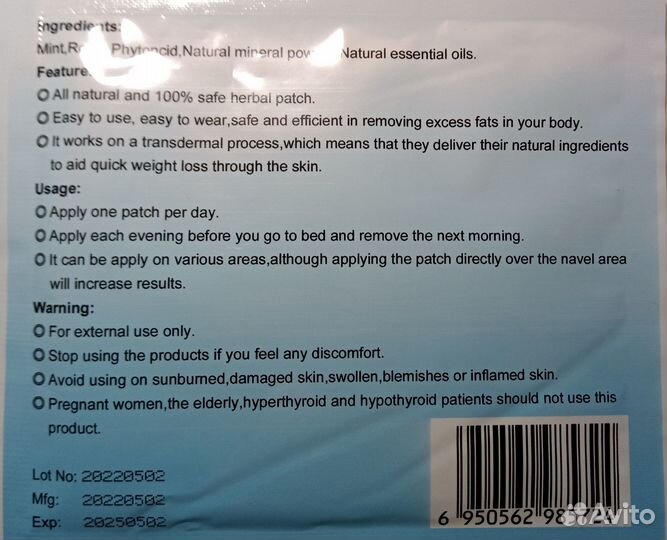 Ingredients:
Mint, Phytoncid,Natural mineral Natural essential oils.
Feature
All natural and 100% safe herbal patch.
Easy to use, easy to wear,safe and efficient in removing excess fats in your body.
It works on a transdermal process,which means that they deliver their natural ingredients
to aid quick weight loss through the skin.
Usage:
Apply one patch per day.
Apply each evening before you go to bed and remove the next morning.
It can be apply on various areas,although applying the patch directly over the navel area
will increase results.
Warning:
For external use only.
Stop using the products if you feel any discomfort.
Avoid using on sunburned,damaged skin,swollen,blemishes or inflamed skin.
Pregnant women,the elderly,hyperthyroid and hypothyroid patients should not use this
product.
Lot No: 20220502
Mfg: 20220502
Exp: 20250502
6 950562
Avito